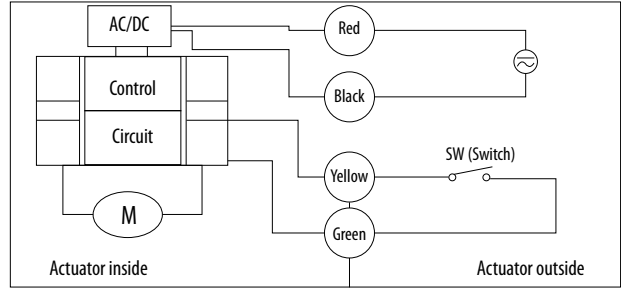 AC/DC
Red
Control
Black
Circuit
SW (Switch)
Yellow
M
Green
Actuator inside
Actuator outside